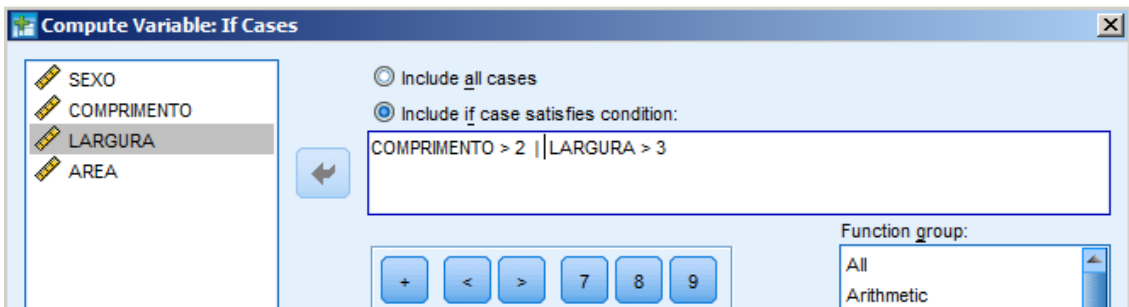 Compute Variable: If Cases
SEXO
COMPRIMENTO
LARGURA
AREA
Include all cases
Include if case satisfies condition:
COMPRIMENTO > 2 | LARGURA > 3
Function group:
+ < > 7 8 9
All
Arithmetic